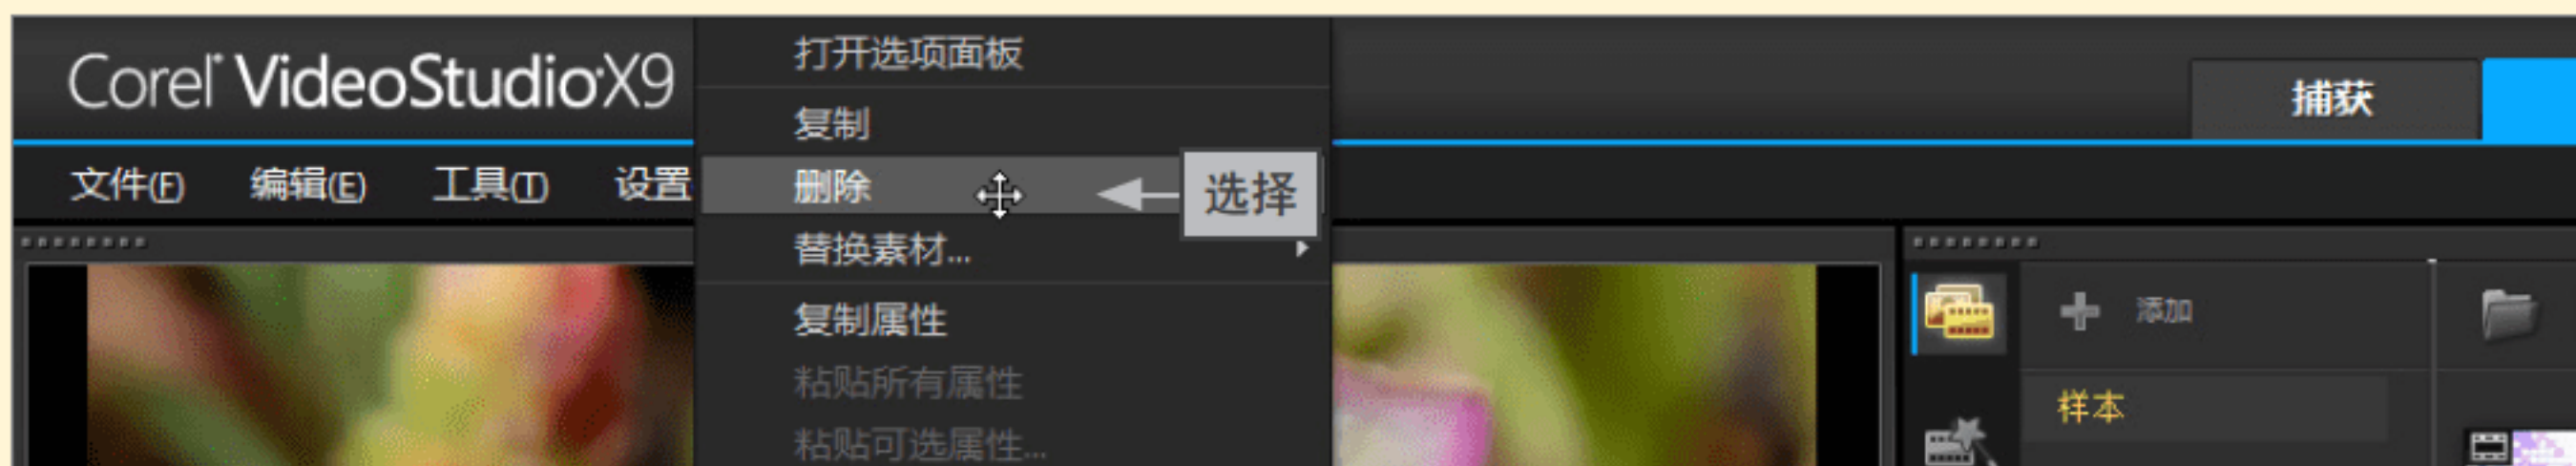 Corel VideoStudio X9
捕获
文件(F) 编辑(E) 工具(T) 设置
打开选项面板
复制
删除
选择
替换素材...
复制属性
粘贴所有属性
粘贴可选属性...
添加
样本